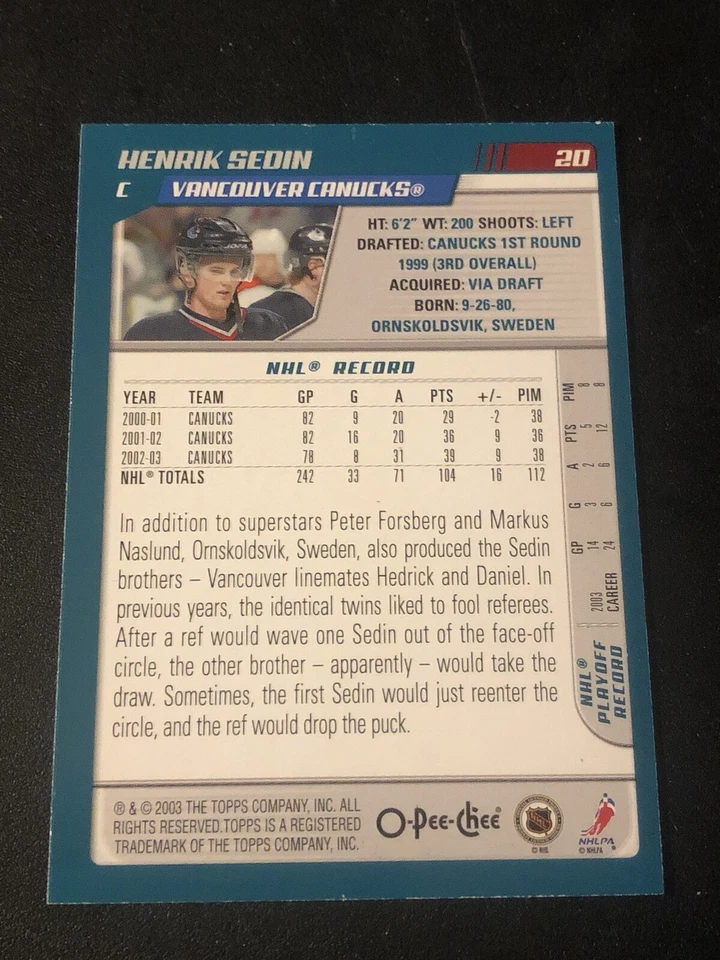 HENRIK SEDIN 20
C VANCOUVER CANUCKS®
HT: 6'2" WT: 200 SHOOTS: LEFT
DRAFTED: CANUCKS 1ST ROUND
1999 (3RD OVERALL)
ACQUIRED: VIA DRAFT
BORN: 9-26-80,
ORNSKOLDSVIK, SWEDEN
NHL® RECORD
YEAR TEAM GP G A PTS +/- PIM
2000-01 CANUCKS 82 9 20 29 -2 38
2001-02 CANUCKS 82 16 20 36 9 36
2002-03 CANUCKS 78 8 31 39 9 38
NHL® TOTALS 242 33 71 104 16 112
In addition to superstars Peter Forsberg and Markus
Naslund, Ornskoldsvik, Sweden, also produced the Sedin
brothers – Vancouver linemates Hedrick and Daniel. In
previous years, the identical twins liked to fool referees.
After a ref would wave one Sedin out of the face-off
circle, the other brother – apparently – would take the
draw. Sometimes, the first Sedin would just reenter the
circle, and the ref would drop the puck.
NHL®
PLAYOFF
RECORD
GP G A PTS PIM
2003 14 3 2 5 8
CAREER 24 6 6 12 8
® & © 2003 THE TOPPS COMPANY, INC. ALL
RIGHTS RESERVED.TOPPS IS A REGISTERED
TRADEMARK OF THE TOPPS COMPANY, INC.
O-Pee-Chee®
NHL
© NHL
NHLPA
© NHLPA